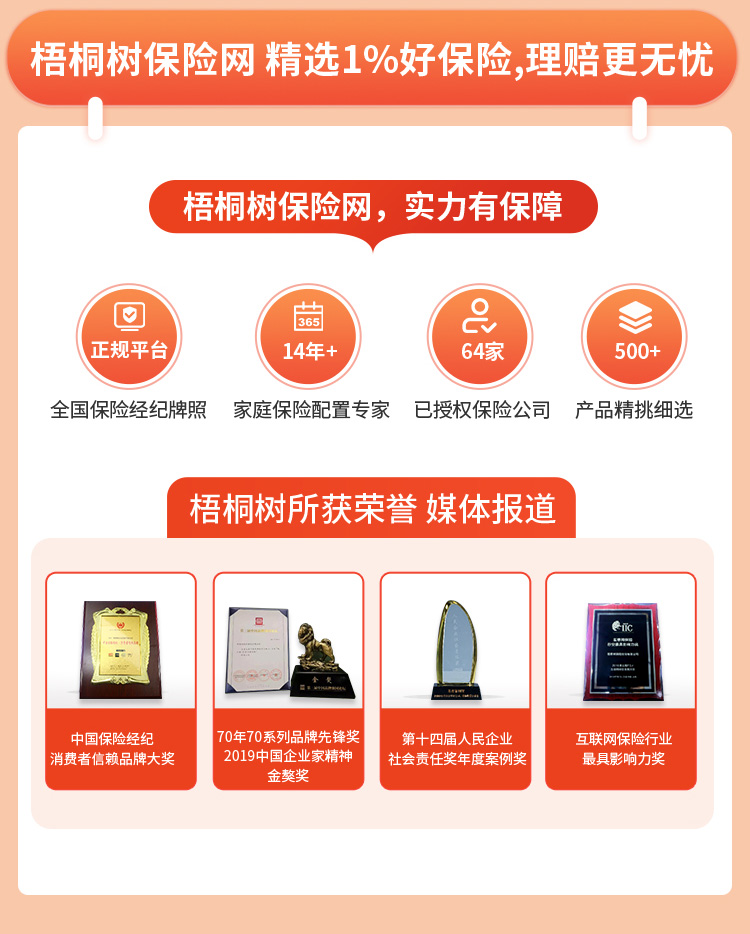 梧桐树保险网 精选1%好保险,理赔更无忧
梧桐树保险网，实力有保障
正规平台
全国保险经纪牌照
365
14年+
家庭保险配置专家
64家
已授权保险公司
500+
产品精挑细选
梧桐树所获荣誉 媒体报道
金奖
fIC
中国保险经纪
消费者信赖品牌大奖
70年70系列品牌先锋奖
2019中国企业家精神
金獒奖
第十四届人民企业
社会责任奖年度案例奖
互联网保险行业
最具影响力奖